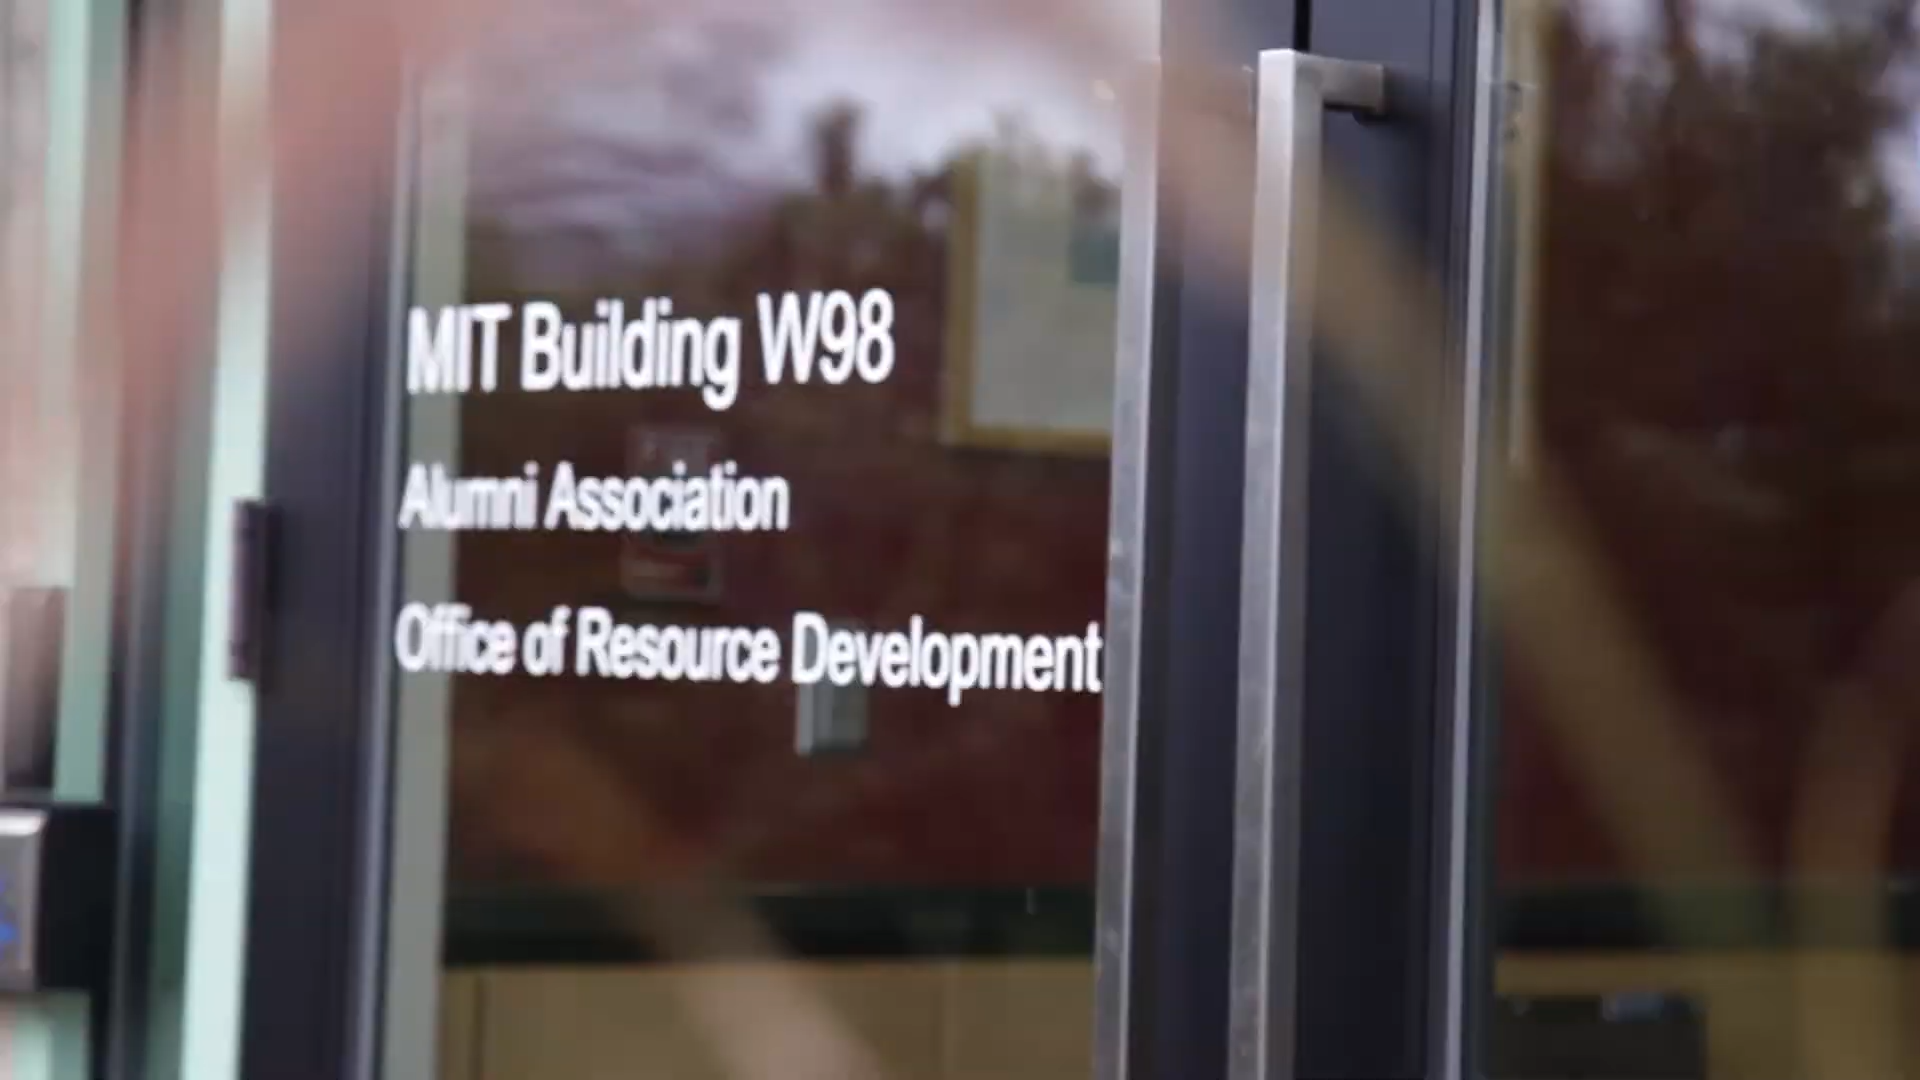 MIT Building W98
Alumni Association
Office of Resource Development